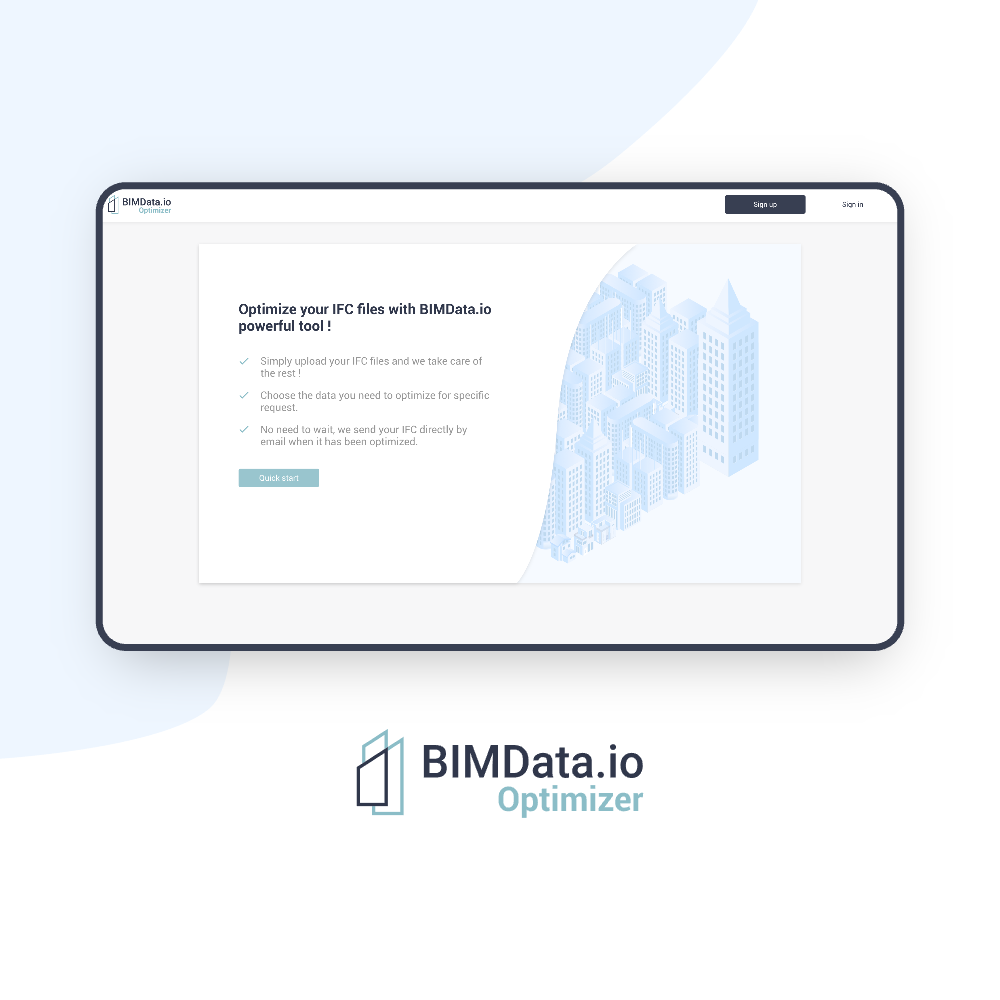 BIMData.io
Optimizer
Sign up
Sign in
Optimize your IFC files with BIMData.io
powerful tool !
Simply upload your IFC files and we take care of
the rest !
Choose the data you need to optimize for specific
request.
No need to wait, we send your IFC directly by
email when it has been optimized.
Quick start
BIMData.io
Optimizer